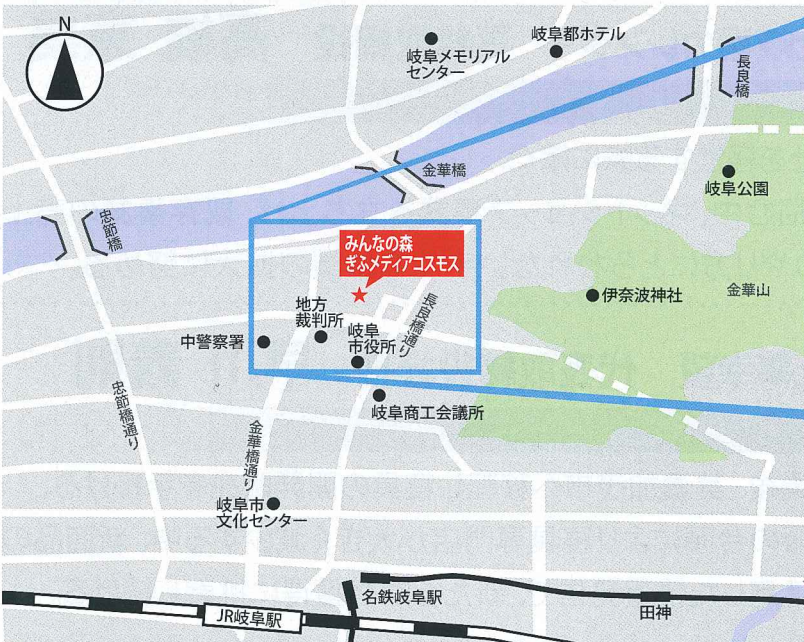 N
岐阜メモリアル
センター
岐阜都ホテル
長良橋
金華橋
岐阜公園
忠節橋
みんなの森
ぎふメディアコスモス
伊奈波神社
金華山
長良橋通り
地方
裁判所
岐阜
市役所
中警察署
岐阜商工会議所
忠節橋通り
金華橋通り
岐阜市
文化センター
名鉄岐阜駅
田神
JR岐阜駅